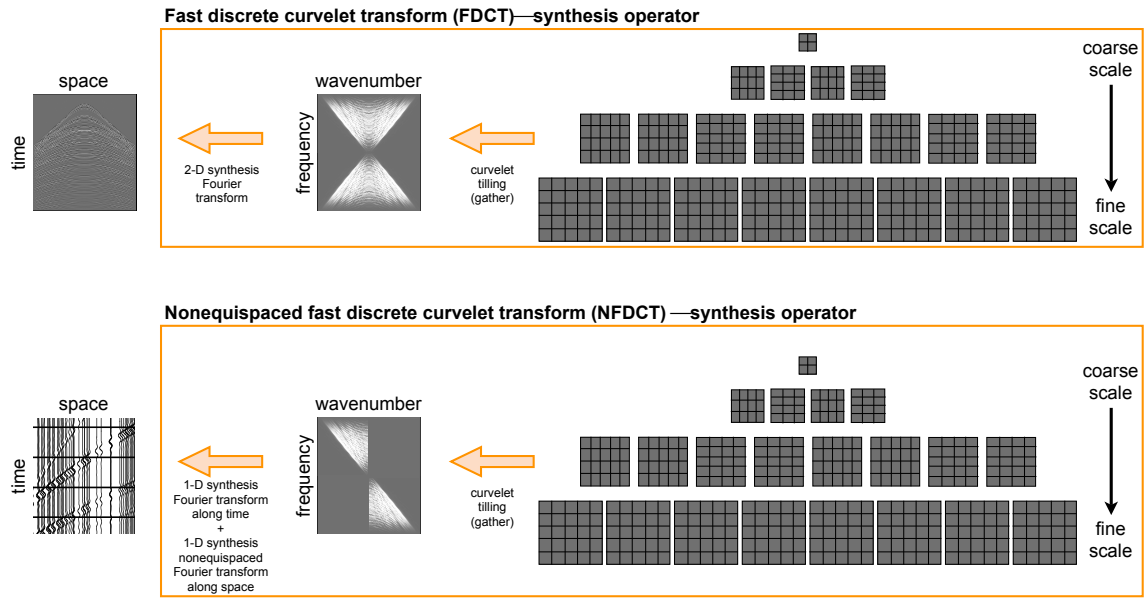 Fast discrete curvelet transform (FDCT)—synthesis operator
space
time
wavenumber
frequency
2-D synthesis
Fourier
transform
curvelet
tilling
(gather)
coarse
scale
fine
scale
Nonequispaced fast discrete curvelet transform (NFDCT) —synthesis operator
space
time
wavenumber
frequency
1-D synthesis
Fourier transform
along time
+
1-D synthesis
nonequispaced
Fourier transform
along space
curvelet
tilling
(gather)
coarse
scale
fine
scale